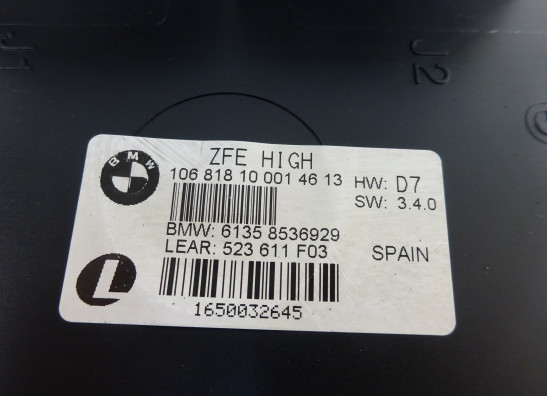 J1
J2
BMW
ZFE HIGH
106 818 10 001 46 13
HW: D7
SW: 3.4.0
BMW: 6135 8536929
LEAR: 523 611 F03
SPAIN
L
1650032645